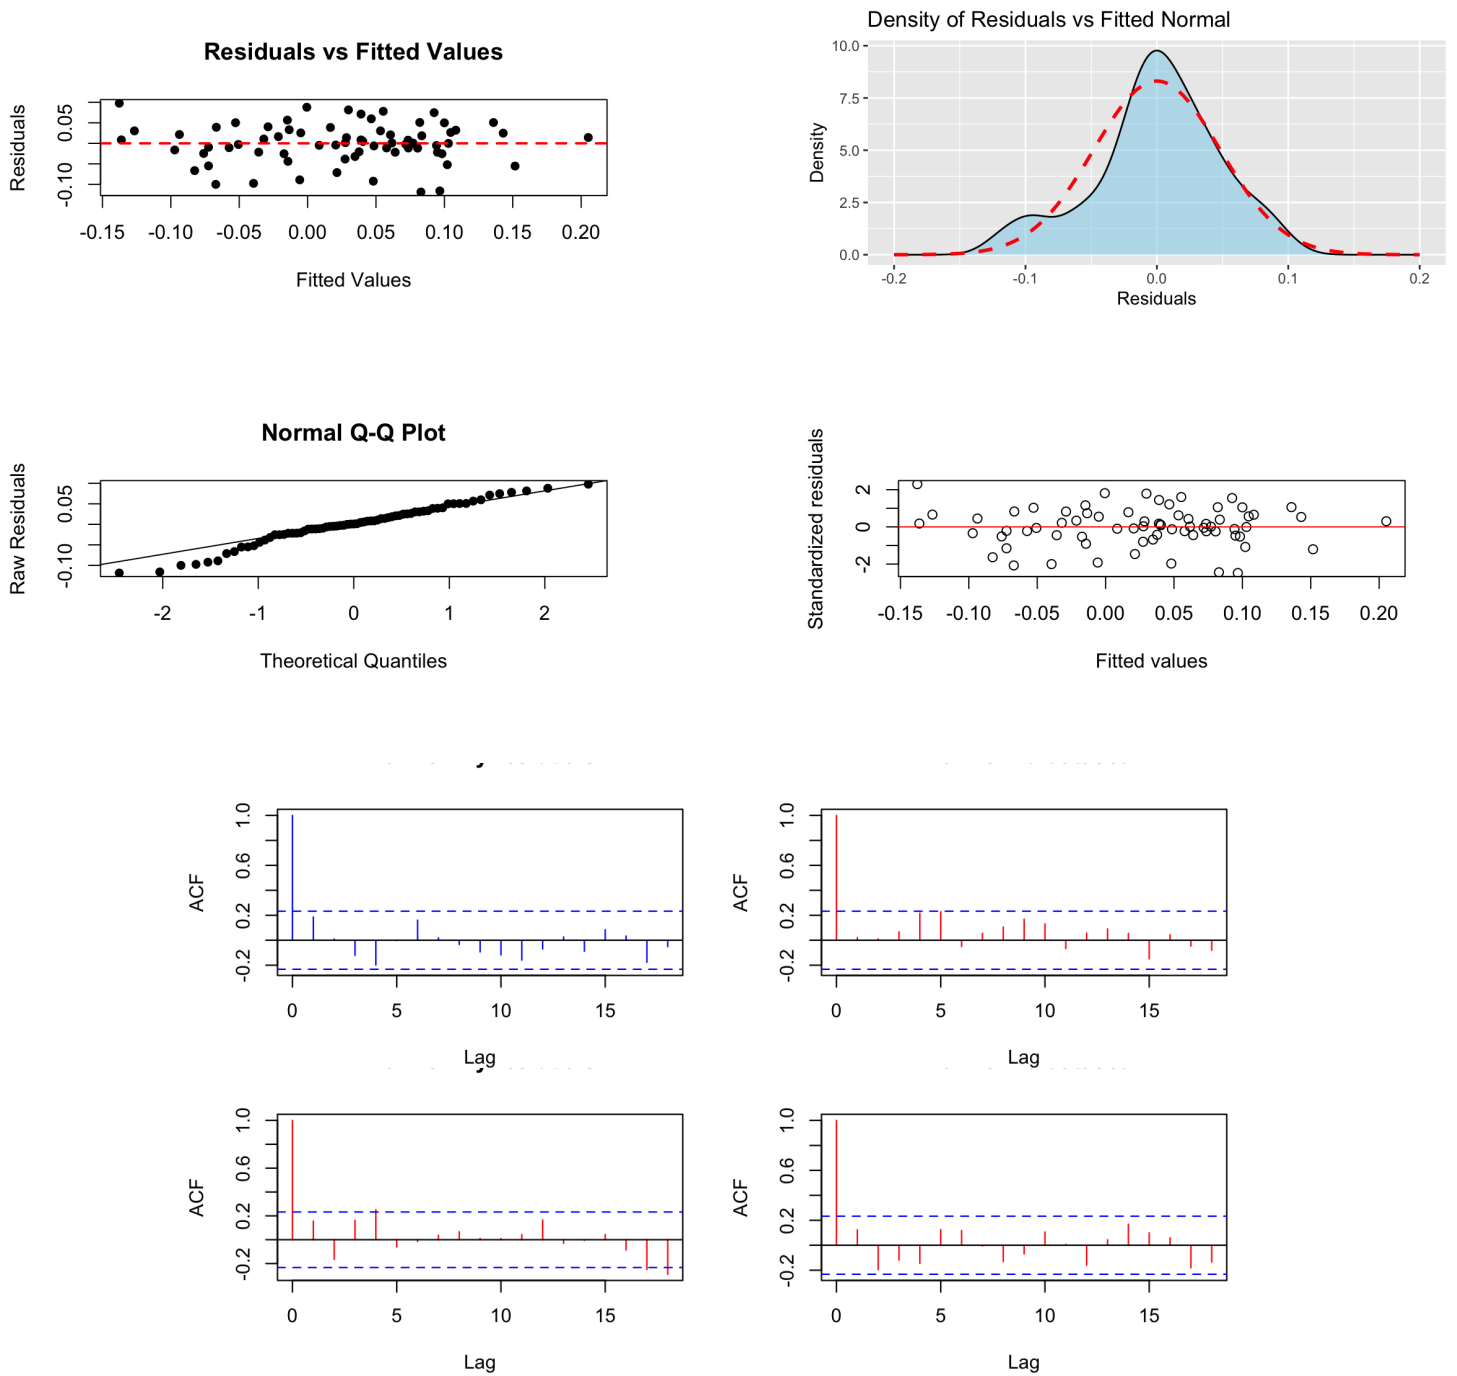 Residuals vs Fitted Values
Residuals
0.05
-0.10
-0.15 -0.10 -0.05 0.00 0.05 0.10 0.15 0.20
Fitted Values
Density of Residuals vs Fitted Normal
Density
10.0
7.5
5.0
2.5
0.0
-0.2 -0.1 0.0 0.1 0.2
Residuals
Normal Q-Q Plot
Raw Residuals
0.05
-0.10
-2 -1 0 1 2
Theoretical Quantiles
Standardized residuals
2
0
-2
-0.15 -0.10 -0.05 0.00 0.05 0.10 0.15 0.20
Fitted values
ACF
1.0
0.6
0.2
-0.2
0 5 10 15
Lag
ACF
1.0
0.6
0.2
-0.2
0 5 10 15
Lag
ACF
1.0
0.6
0.2
-0.2
0 5 10 15
Lag
ACF
1.0
0.6
0.2
-0.2
0 5 10 15
Lag